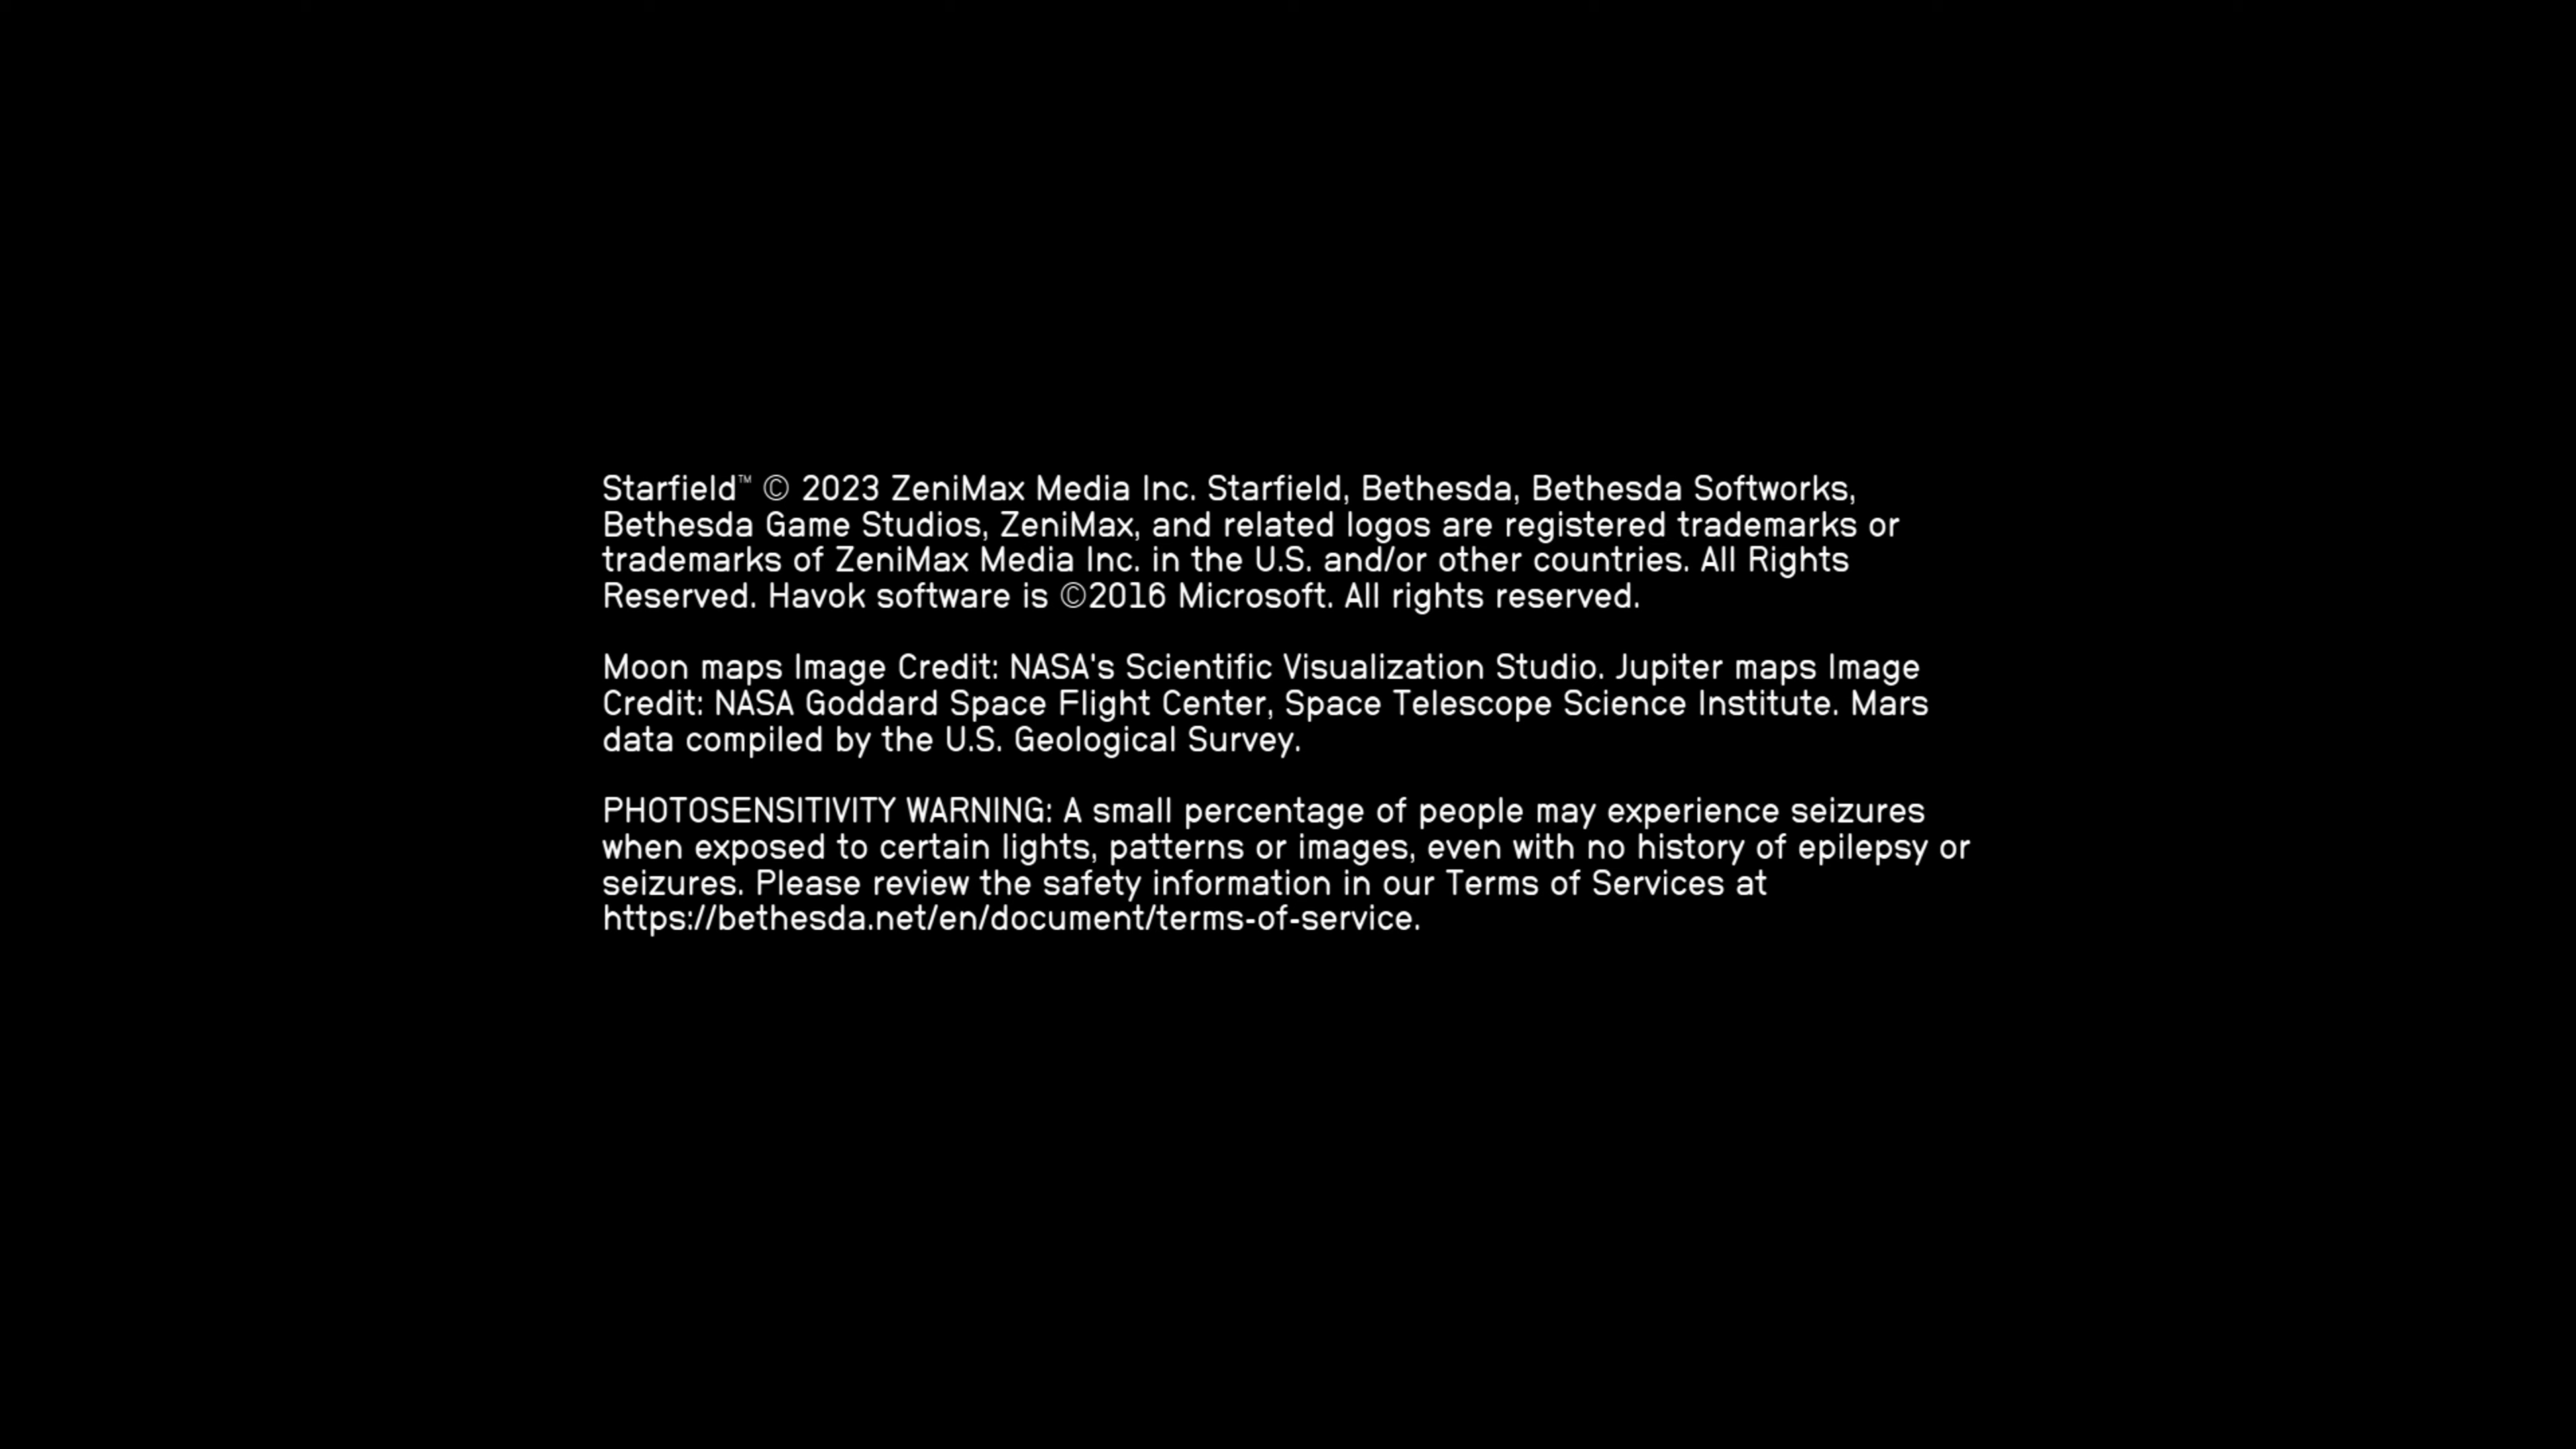 Starfield™ © 2023 ZeniMax Media Inc. Starfield, Bethesda, Bethesda Softworks,
Bethesda Game Studios, ZeniMax, and related logos are registered trademarks or
trademarks of ZeniMax Media Inc. in the U.S. and/or other countries. All Rights
Reserved. Havok software is ©2016 Microsoft. All rights reserved.
Moon maps Image Credit: NASA's Scientific Visualization Studio. Jupiter maps Image
Credit: NASA Goddard Space Flight Center, Space Telescope Science Institute. Mars
data compiled by the U.S. Geological Survey.
PHOTOSENSITIVITY WARNING: A small percentage of people may experience seizures
when exposed to certain lights, patterns or images, even with no history of epilepsy or
seizures. Please review the safety information in our Terms of Services at
https://bethesda.net/en/document/terms-of-service.